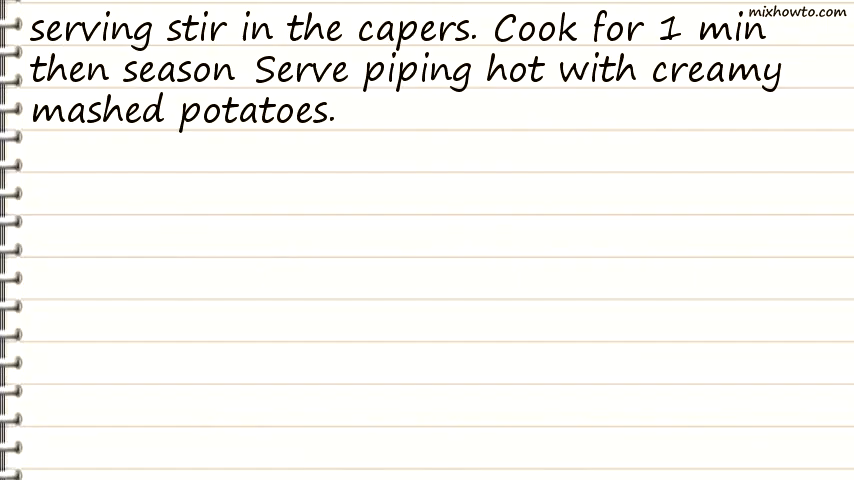 mixhowto.com
serving stir in the capers. Cook for 1 min
then season Serve piping hot with creamy
mashed potatoes.